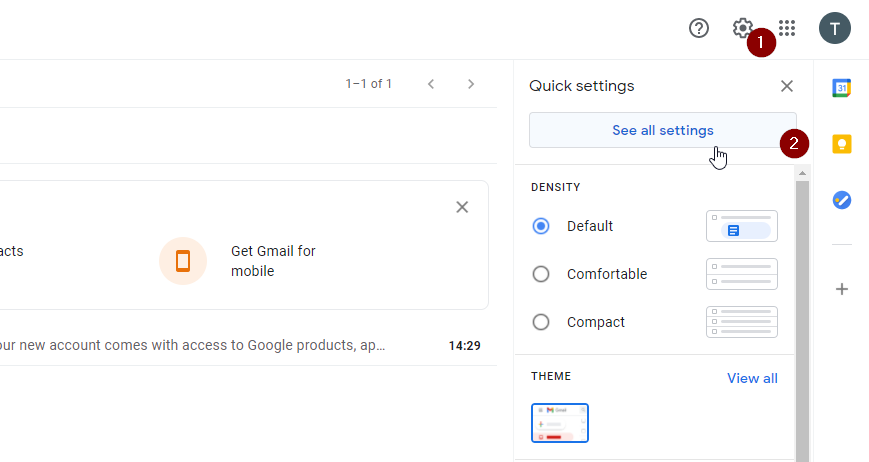 1
T
1–1 of 1
Quick settings
See all settings
31
2
DENSITY
Default
acts
Get Gmail for
mobile
Comfortable
Compact
our new account comes with access to Google products, ap...
14:29
THEME
View all
Gmail